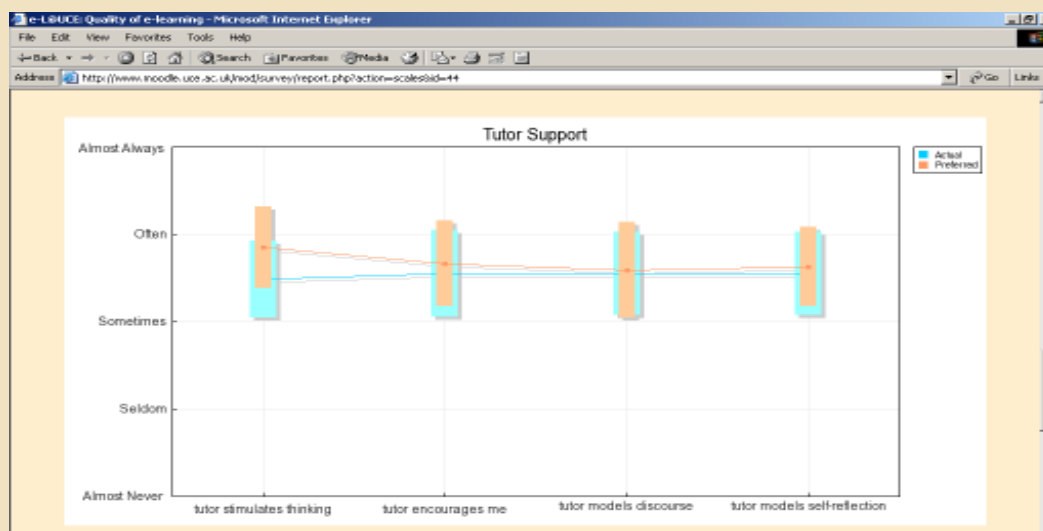 e-L@UCE: Quality of e-learning - Microsoft Internet Explorer
File Edit View Favorites Tools Help
Back Search Favorites Media
Address http://www.moodle.uce.ac.uk/mod/survey/report.php?action=scales&id=44 Go Links
Tutor Support
Almost Always
Actual
Preferred
Often
Sometimes
Seldom
Almost Never
tutor stimulates thinking tutor encourages me tutor models discourse tutor models self-reflection